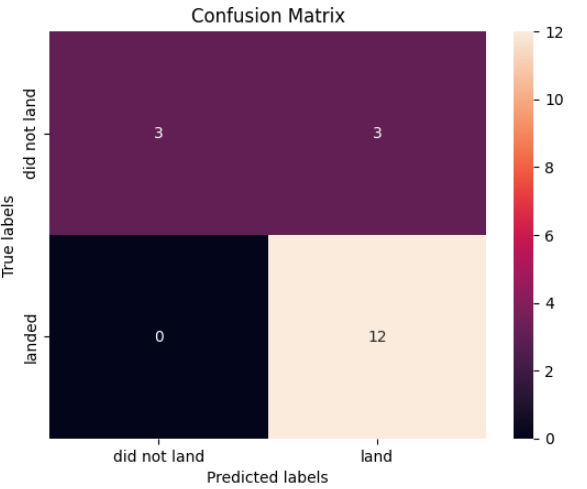 Confusion Matrix
True labels
did not land
3
3
landed
0
12
did not land
land
Predicted labels
12
10
8
6
4
2
0